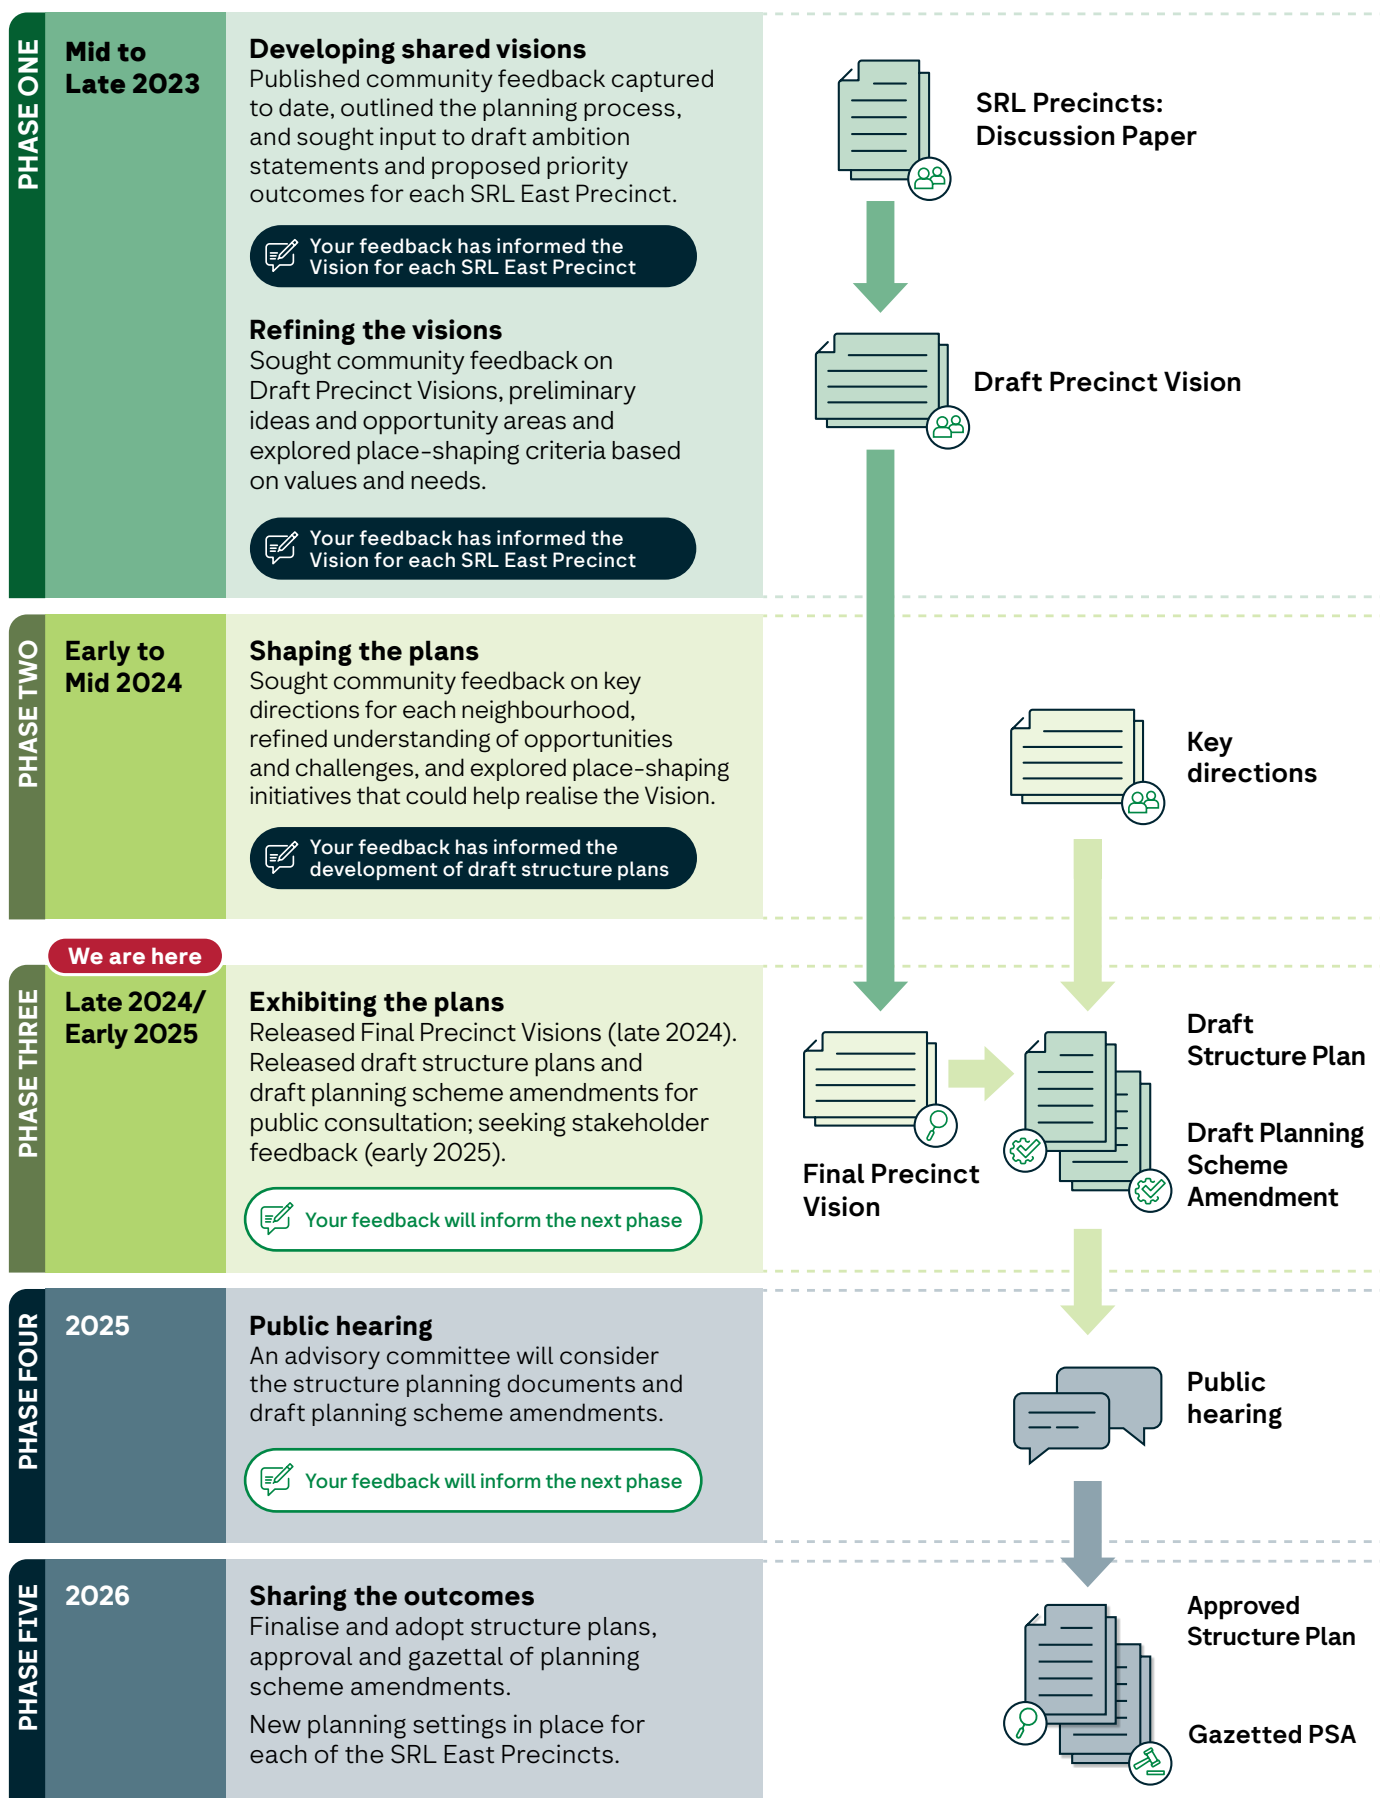 PHASE ONE
Mid to
Late 2023
Developing shared visions
Published community feedback captured
to date, outlined the planning process,
and sought input to draft ambition
statements and proposed priority
outcomes for each SRL East Precinct.
Your feedback has informed the
Vision for each SRL East Precinct
Refining the visions
Sought community feedback on
Draft Precinct Visions, preliminary
ideas and opportunity areas and
explored place-shaping criteria based
on values and needs.
Your feedback has informed the
Vision for each SRL East Precinct
SRL Precincts:
Discussion Paper
Draft Precinct Vision
PHASE TWO
Early to
Mid 2024
Shaping the plans
Sought community feedback on key
directions for each neighbourhood,
refined understanding of opportunities
and challenges, and explored place-shaping
initiatives that could help realise the Vision.
Your feedback has informed the
development of draft structure plans
Key
directions
We are here
PHASE THREE
Late 2024/
Early 2025
Exhibiting the plans
Released Final Precinct Visions (late 2024).
Released draft structure plans and
draft planning scheme amendments for
public consultation; seeking stakeholder
feedback (early 2025).
Your feedback will inform the next phase
Final Precinct
Vision
Draft
Structure Plan
Draft Planning
Scheme
Amendment
PHASE FOUR
2025
Public hearing
An advisory committee will consider
the structure planning documents and
draft planning scheme amendments.
Your feedback will inform the next phase
Public
hearing
PHASE FIVE
2026
Sharing the outcomes
Finalise and adopt structure plans,
approval and gazettal of planning
scheme amendments.
New planning settings in place for
each of the SRL East Precincts.
Approved
Structure Plan
Gazetted PSA